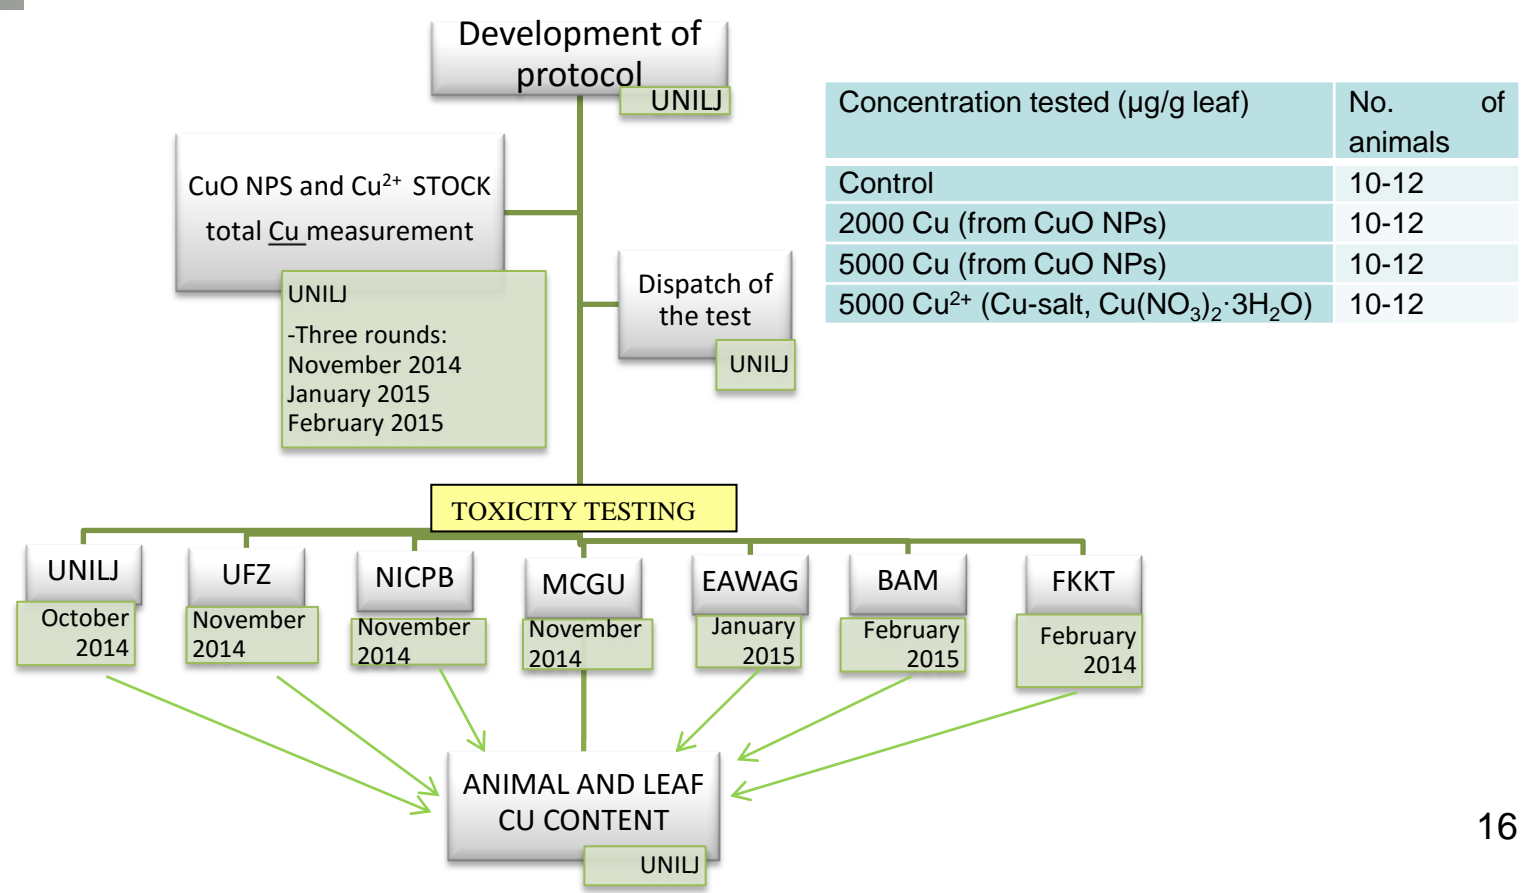 Development of
protocol
UNILJ
CuO NPS and Cu²⁺ STOCK
total Cu measurement
UNILJ
-Three rounds:
November 2014
January 2015
February 2015
Dispatch of
the test
UNILJ
Concentration tested (µg/g leaf) No. of
animals
Control 10-12
2000 Cu (from CuO NPs) 10-12
5000 Cu (from CuO NPs) 10-12
5000 Cu²⁺ (Cu-salt, Cu(NO₃)₂·3H₂O) 10-12
TOXICITY TESTING
UNILJ
October
2014
UFZ
November
2014
NICPB
November
2014
MCGU
November
2014
EAWAG
January
2015
BAM
February
2015
FKKT
February
2014
ANIMAL AND LEAF
CU CONTENT
UNILJ
16